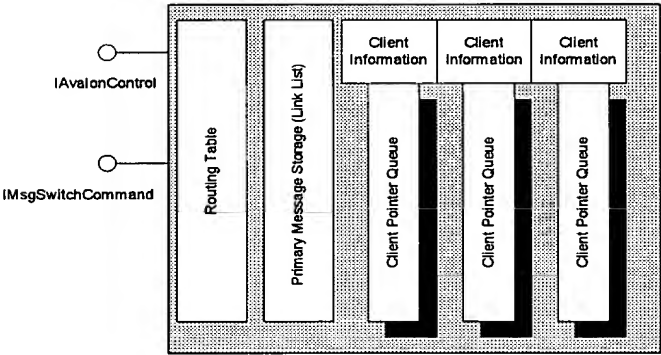 IAvalonControl
IMsgSwitchCommand
Routing Table
Primary Message Storage (Link List)
Client
Information
Client
Information
Client
Information
Client Pointer Queue
Client Pointer Queue
Client Pointer Queue